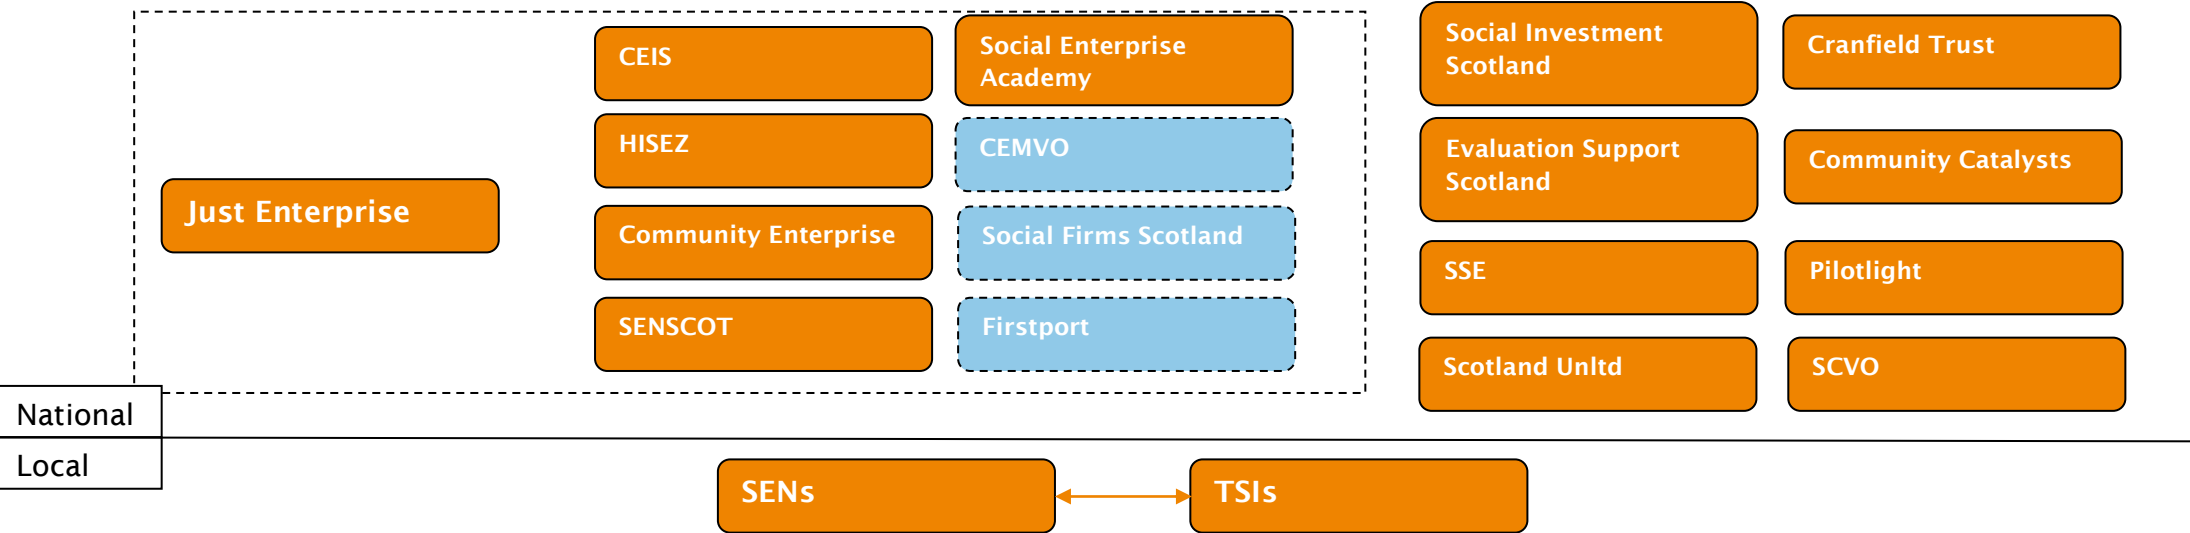 Just Enterprise
CEIS
HISEZ
Community Enterprise
SENSCOT
Social Enterprise
Academy
CEMVO
Social Firms Scotland
Firstport
Social Investment
Scotland
Evaluation Support
Scotland
SSE
Scotland Unltd
Cranfield Trust
Community Catalysts
Pilotlight
SCVO
National
Local
SENs
TSIs